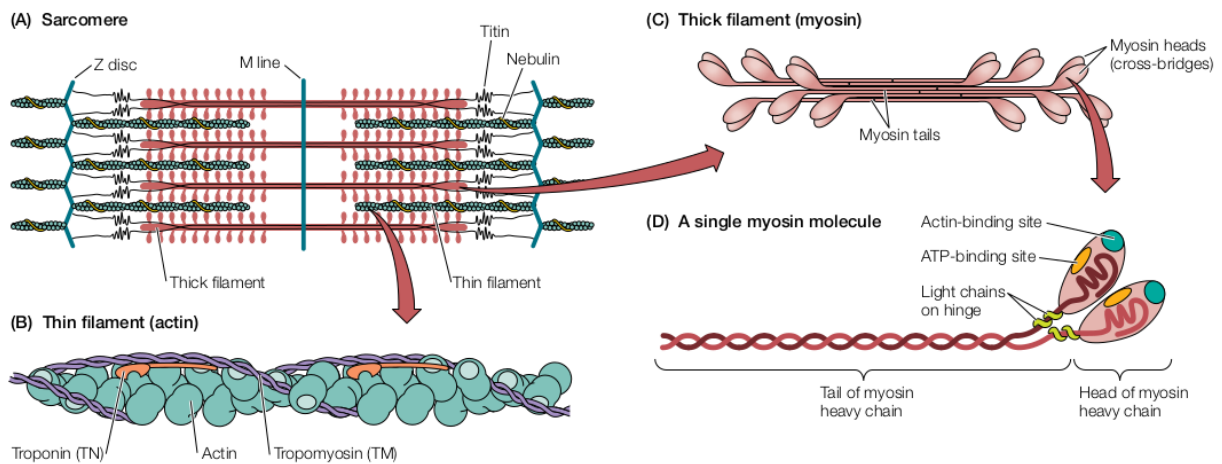 (A) Sarcomere
Z disc
M line
Titin
Nebulin
Thick filament
Thin filament
(B) Thin filament (actin)
Troponin (TN)
Actin
Tropomyosin (TM)
(C) Thick filament (myosin)
Myosin heads
(cross-bridges)
Myosin tails
(D) A single myosin molecule
Actin-binding site
ATP-binding site
Light chains
on hinge
Tail of myosin
heavy chain
Head of myosin
heavy chain